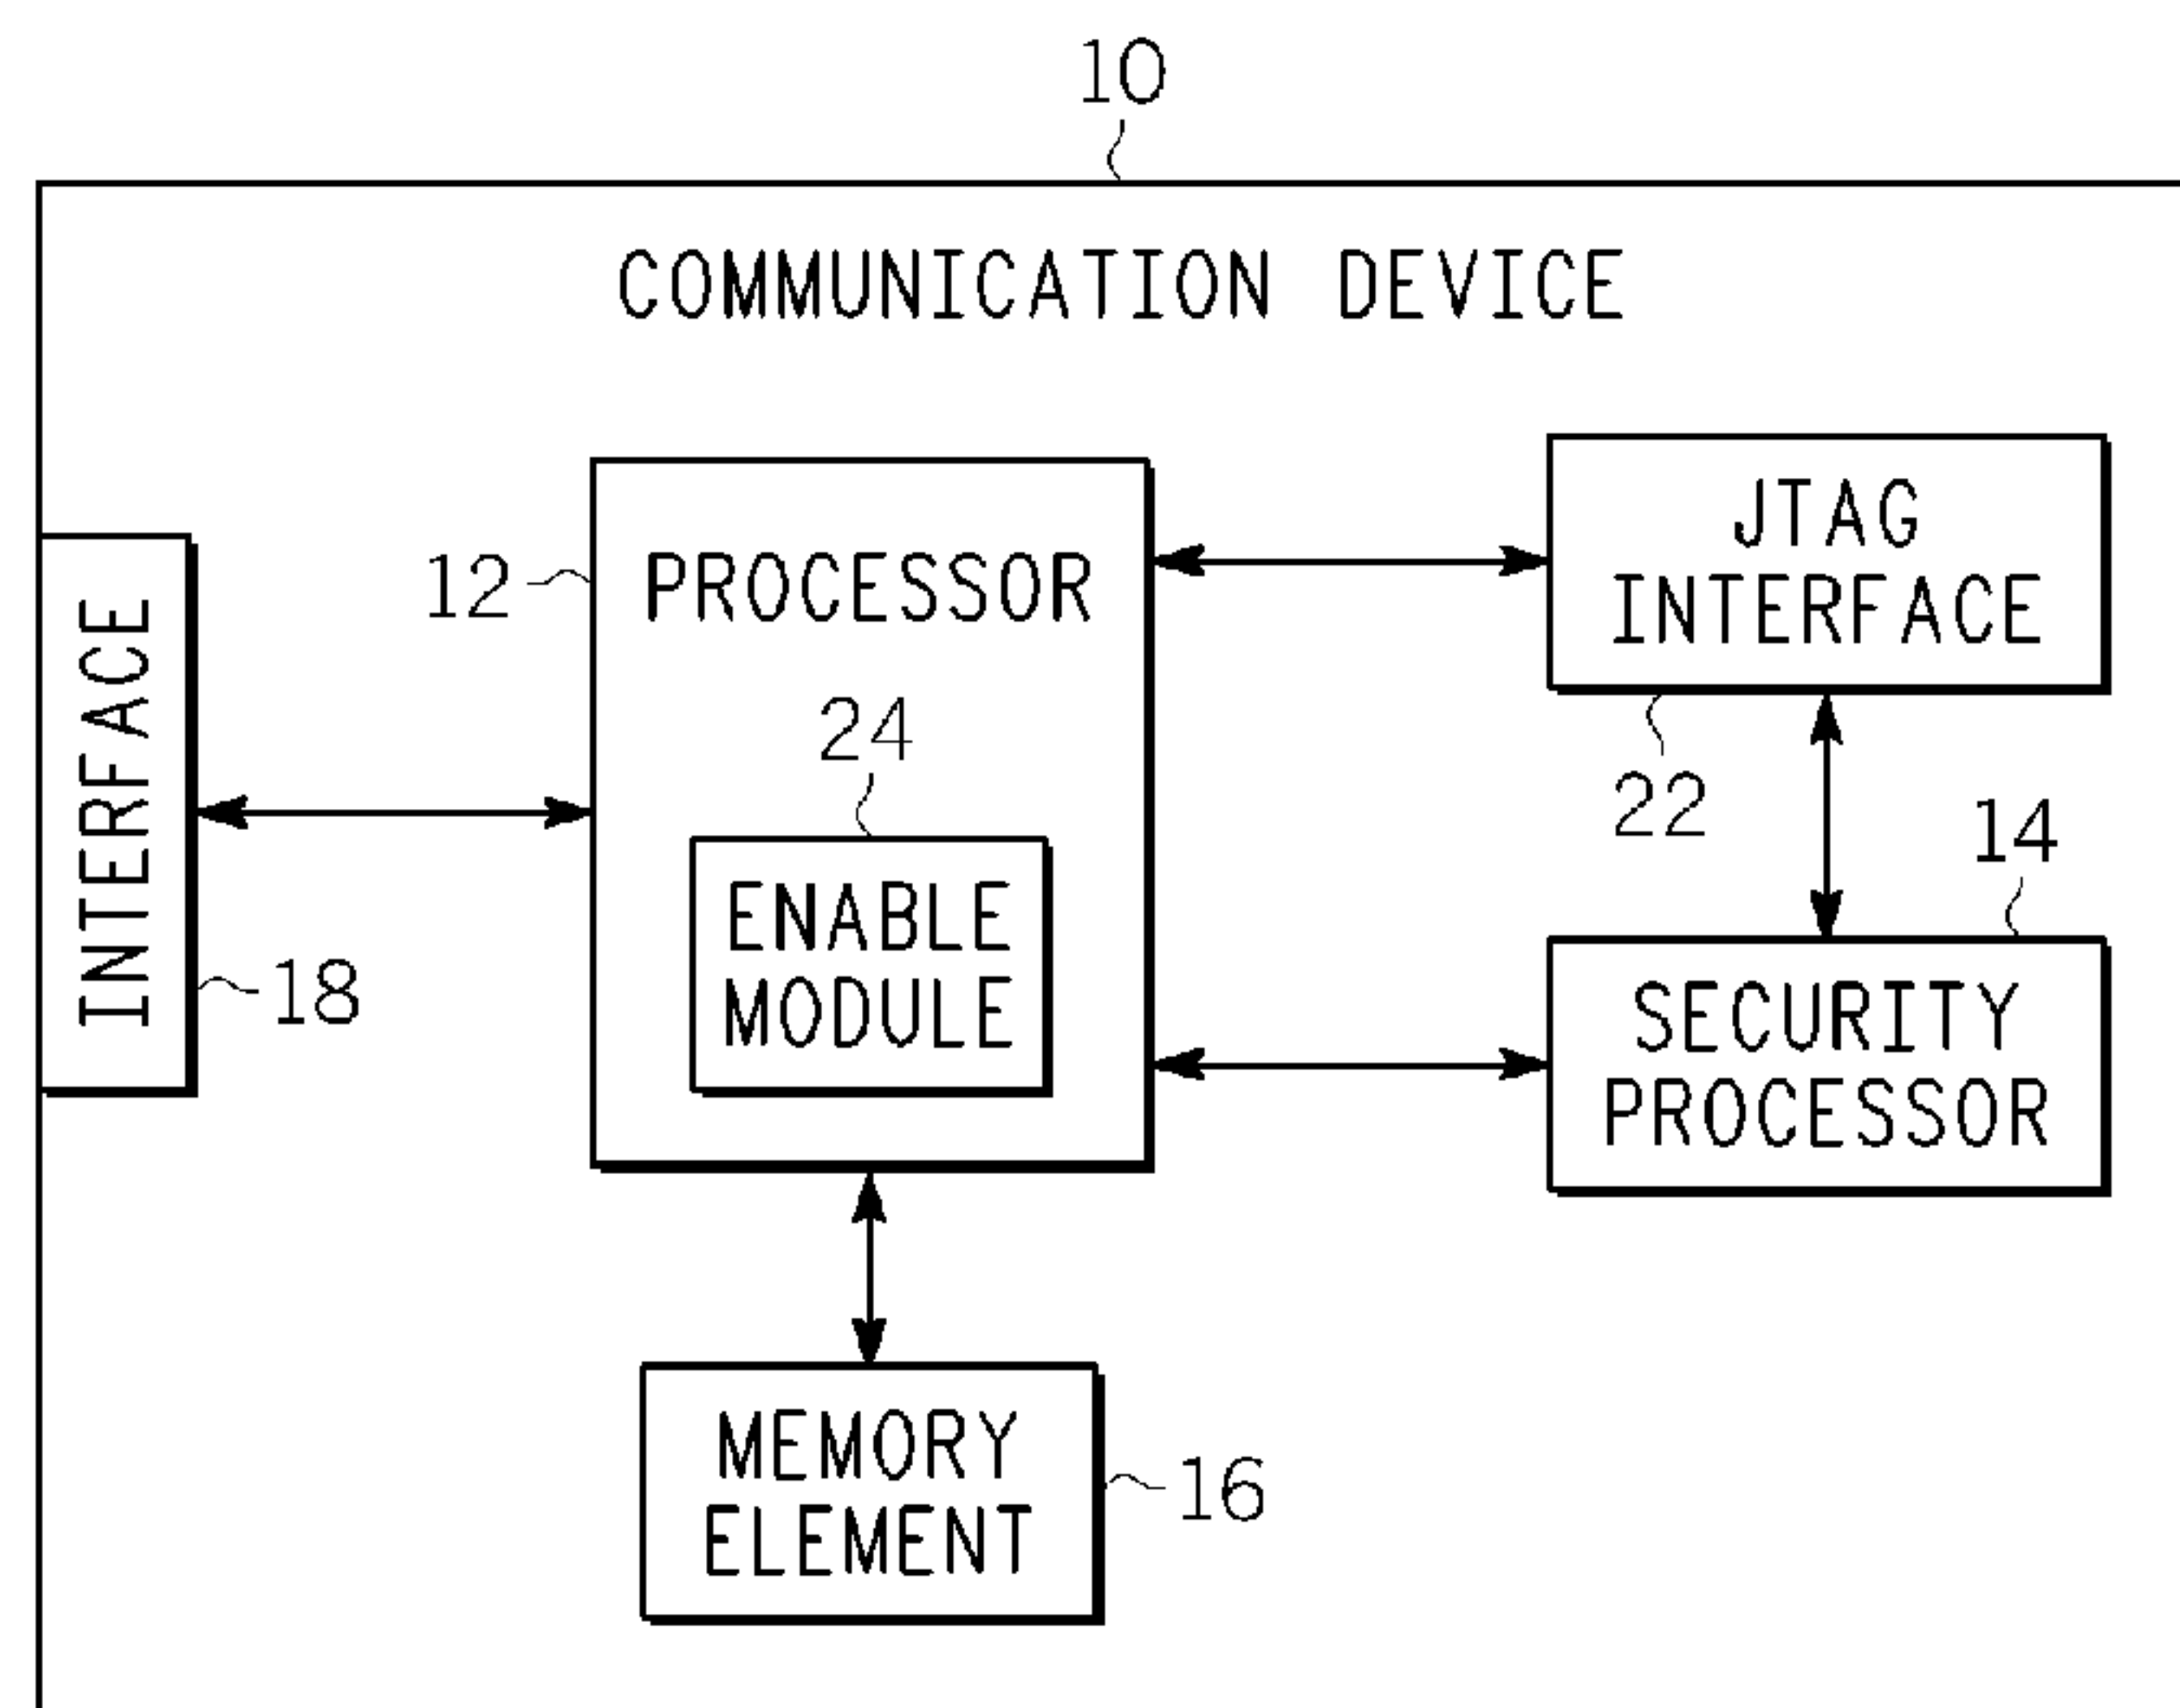 10
COMMUNICATION DEVICE
JTAG
INTERFACE
12
PROCESSOR
INTERFACE
24
22
14
ENABLE
MODULE
18
SECURITY
PROCESSOR
MEMORY
ELEMENT
16